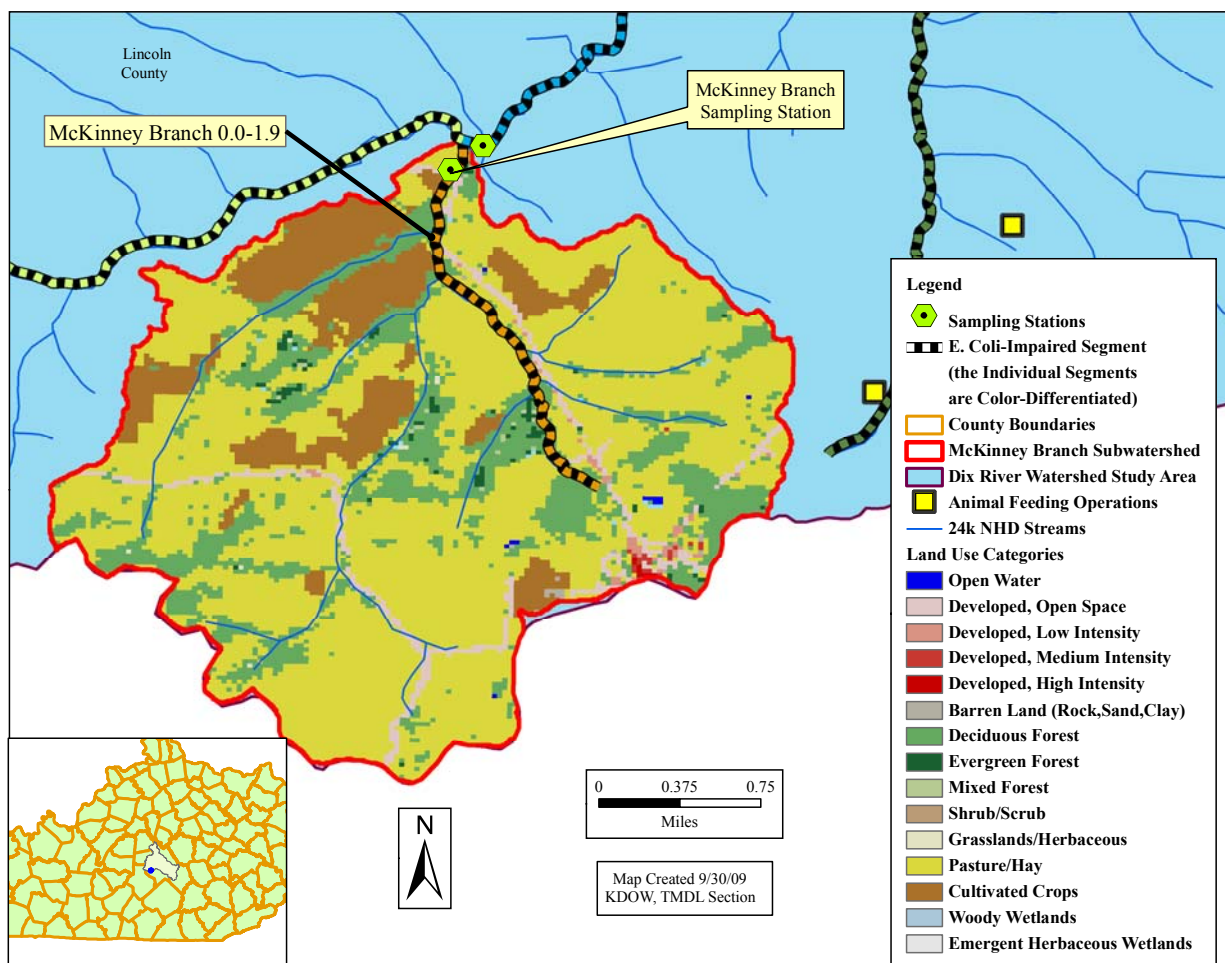 Lincoln
County
McKinney Branch
Sampling Station
McKinney Branch 0.0-1.9
Legend
Sampling Stations
E. Coli-Impaired Segment
(the Individual Segments
are Color-Differentiated)
County Boundaries
McKinney Branch Subwatershed
Dix River Watershed Study Area
Animal Feeding Operations
24k NHD Streams
Land Use Categories
Open Water
Developed, Open Space
Developed, Low Intensity
Developed, Medium Intensity
Developed, High Intensity
Barren Land (Rock,Sand,Clay)
Deciduous Forest
Evergreen Forest
Mixed Forest
Shrub/Scrub
Grasslands/Herbaceous
Pasture/Hay
Cultivated Crops
Woody Wetlands
Emergent Herbaceous Wetlands
0 0.375 0.75
Miles
N
Map Created 9/30/09
KDOW, TMDL Section